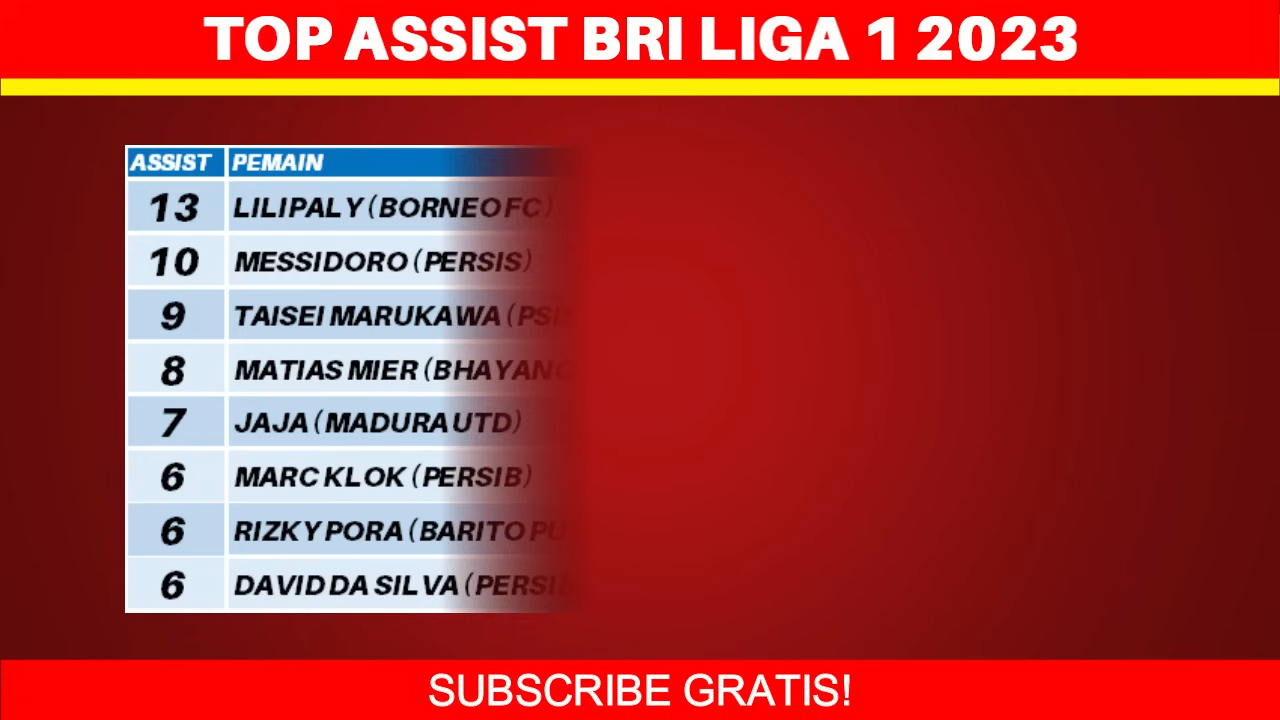 TOP ASSIST BRI LIGA 1 2023
ASSIST PEMAIN
13 LILIPALY (BORNEO FC)
10 MESSIDORO (PERSIS)
9 TAISEI MARUKAWA
8 MATIAS MIER
7 JAJA (MADURA UTD)
6 MARC KLOK (PERSIB)
6 RIZKY PORA (BARITO
6 DAVID DA SILVA
SUBSCRIBE GRATIS!